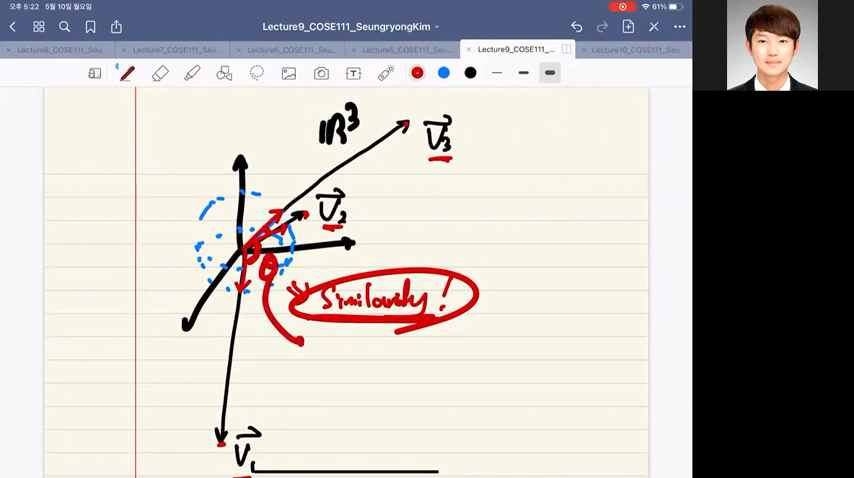 오후 5:22 5월 10일 월요일
61%
Lecture9_COSE111_SeungryongKim
Lecture8_COSE111_Seu...
Lecture7_COSE111_Seu...
Lecture6_COSE111_Seu...
Lecture5_COSE111_Seu...
Lecture9_COSE111_...
Lecture10_COSE111_Seu
ℝ³
V₃
V₂
θ
Similarity!
V₁